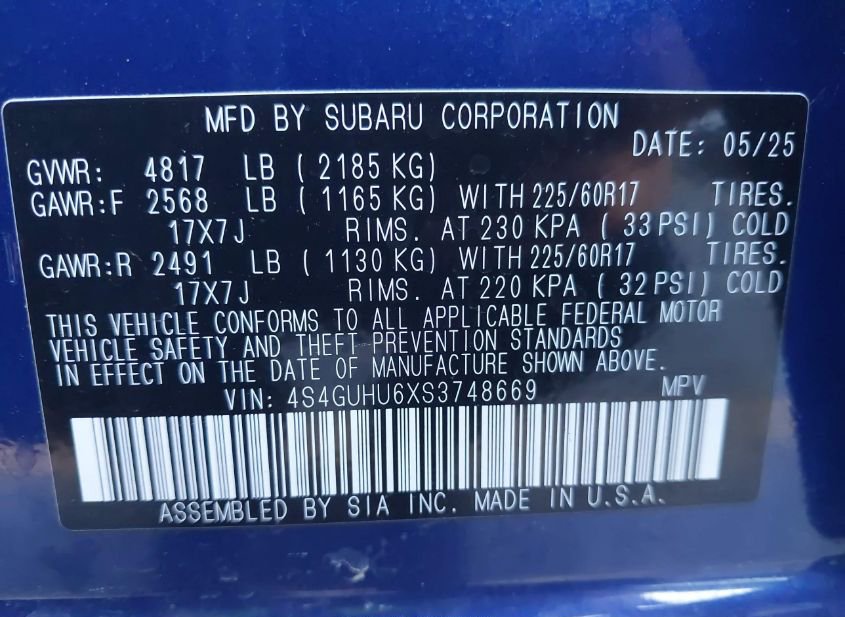 MFD BY SUBARU CORPORATION
DATE: 05/25
GVWR: 4817 LB ( 2185 KG)
GAWR:F 2568 LB ( 1165 KG) WITH 225/60R17 TIRES.
17X7J RIMS. AT 230 KPA ( 33 PSI) COLD
GAWR:R 2491 LB ( 1130 KG) WITH 225/60R17 TIRES.
17X7J RIMS. AT 220 KPA ( 32 PSI) COLD
THIS VEHICLE CONFORMS TO ALL APPLICABLE FEDERAL MOTOR
VEHICLE SAFETY AND THEFT PREVENTION STANDARDS
IN EFFECT ON THE DATE OF MANUFACTURE SHOWN ABOVE.
VIN: 4S4GUHU6XS3748669 MPV
ASSEMBLED BY SIA INC. MADE IN U.S.A.